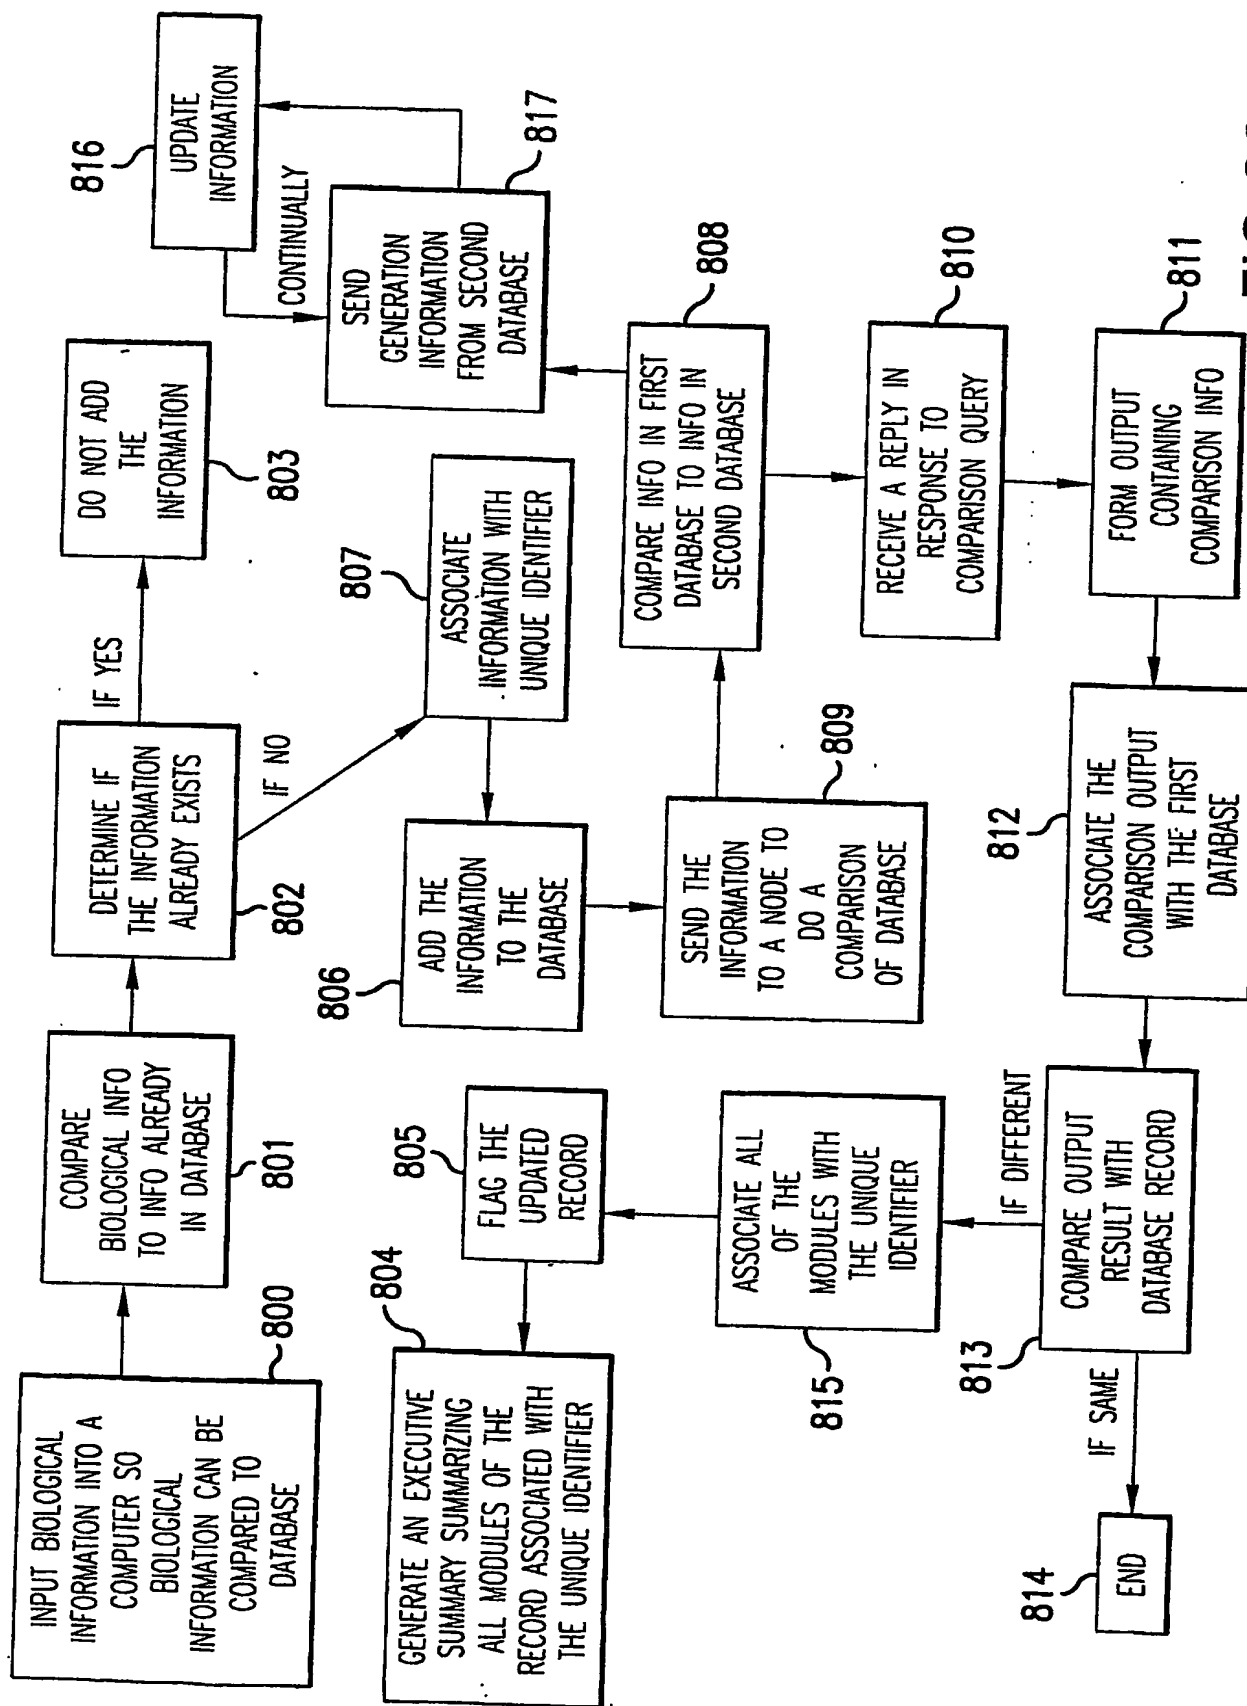 INPUT BIOLOGICAL
INFORMATION INTO A
COMPUTER SO
BIOLOGICAL
INFORMATION CAN BE
COMPARED TO
DATABASE
800
COMPARE
BIOLOGICAL INFO
TO INFO ALREADY
IN DATABASE
801
DETERMINE IF
THE INFORMATION
ALREADY EXISTS
802
IF YES
DO NOT ADD
THE
INFORMATION
803
IF NO
ASSOCIATE
INFORMATION WITH
UNIQUE IDENTIFIER
807
ADD THE
INFORMATION
TO THE
DATABASE
806
SEND THE
INFORMATION
TO A NODE TO
DO A
COMPARISON
OF DATABASE
809
COMPARE INFO IN FIRST
DATABASE TO INFO IN
SECOND DATABASE
808
SEND
GENERATION
INFORMATION
FROM SECOND
DATABASE
817
CONTINUALLY
UPDATE
INFORMATION
816
RECEIVE A REPLY IN
RESPONSE TO
COMPARISON QUERY
810
FORM OUTPUT
CONTAINING
COMPARISON INFO
811
ASSOCIATE THE
COMPARISON OUTPUT
WITH THE FIRST
DATABASE
812
COMPARE OUTPUT
RESULT WITH
DATABASE RECORD
813
IF SAME
END
814
IF DIFFERENT
ASSOCIATE ALL
OF THE
MODULES WITH
THE UNIQUE
IDENTIFIER
815
FLAG THE
UPDATED
RECORD
805
GENERATE AN EXECUTIVE
SUMMARY SUMMARIZING
ALL MODULES OF THE
RECORD ASSOCIATED WITH
THE UNIQUE IDENTIFIER
804